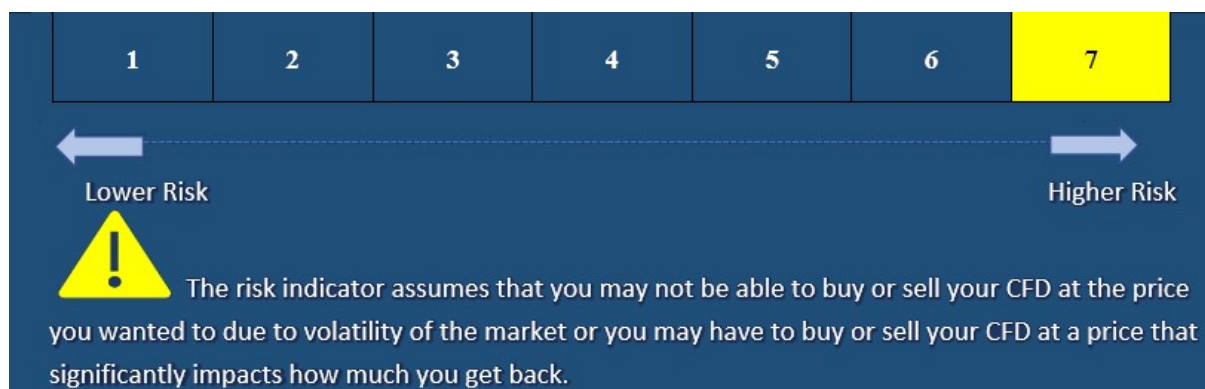 1 2 3 4 5 6 7
Lower Risk Higher Risk
! The risk indicator assumes that you may not be able to buy or sell your CFD at the price
you wanted to due to volatility of the market or you may have to buy or sell your CFD at a price that
significantly impacts how much you get back.